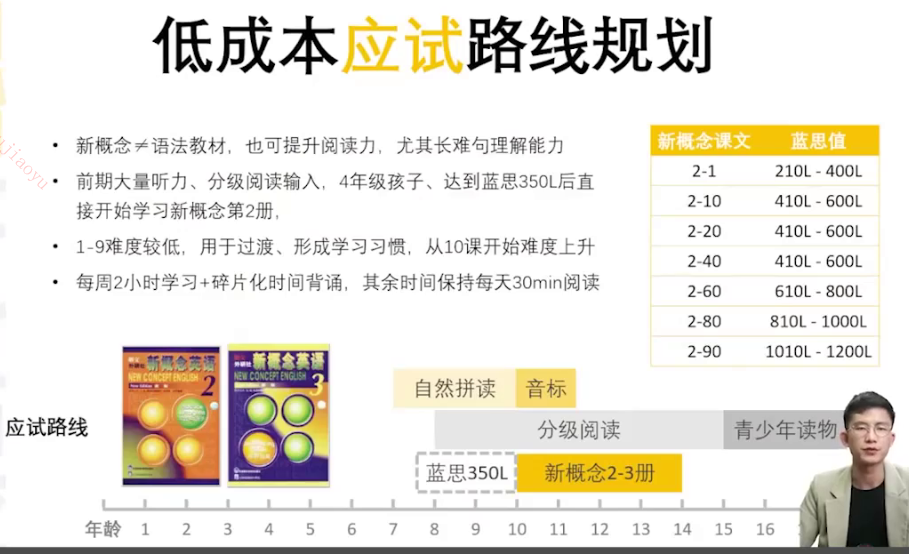 低成本应试路线规划
• 新概念≠语法教材，也可提升阅读力，尤其长难句理解能力
• 前期大量听力、分级阅读输入，4年级孩子、达到蓝思350L后直
接开始学习新概念第2册，
• 1-9难度较低，用于过渡、形成学习习惯，从10课开始难度上升
• 每周2小时学习+碎片化时间背诵，其余时间保持每天30min阅读
新概念课文 蓝思值
2-1 210L - 400L
2-10 410L - 600L
2-20 410L - 600L
2-40 410L - 600L
2-60 610L - 800L
2-80 810L - 1000L
2-90 1010L - 1200L
jiaoyu
新概念英语
NEW CONCEPT ENGLISH
2
新概念英语
NEW CONCEPT ENGLISH
3
自然拼读 音标
应试路线
分级阅读 青少年读物
蓝思350L 新概念2-3册
年龄 1 2 3 4 5 6 7 8 9 10 11 12 13 14 15 16